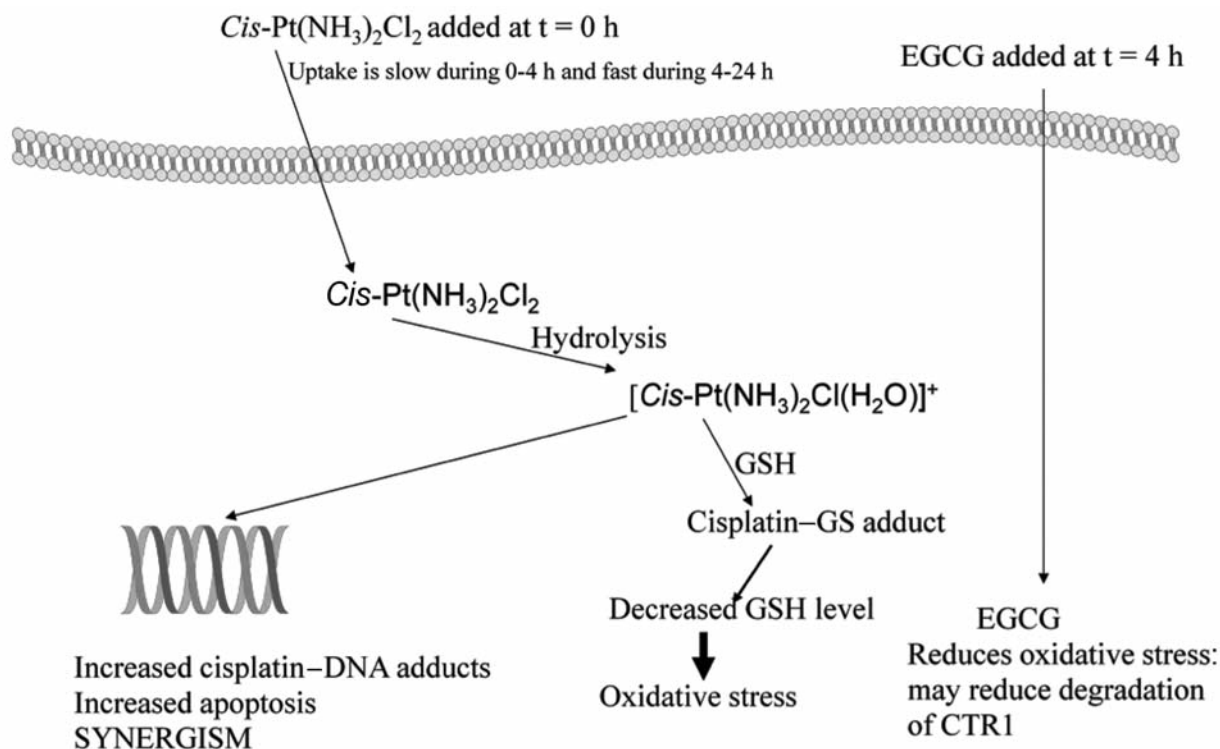 Cis-Pt(NH₃)₂Cl₂ added at t = 0 h
Uptake is slow during 0-4 h and fast during 4-24 h
EGCG added at t = 4 h
Cis-Pt(NH₃)₂Cl₂
Hydrolysis
[Cis-Pt(NH₃)₂Cl(H₂O)]⁺
GSH
Cisplatin–GS adduct
Decreased GSH level
Oxidative stress
Increased cisplatin–DNA adducts
Increased apoptosis
SYNERGISM
EGCG
Reduces oxidative stress:
may reduce degradation
of CTR1